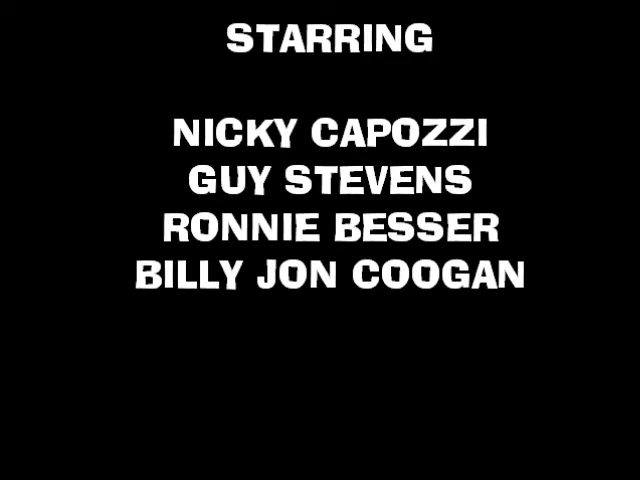 STARRING
NICKY CAPOZZI
GUY STEVENS
RONNIE BESSER
BILLY JON COOGAN